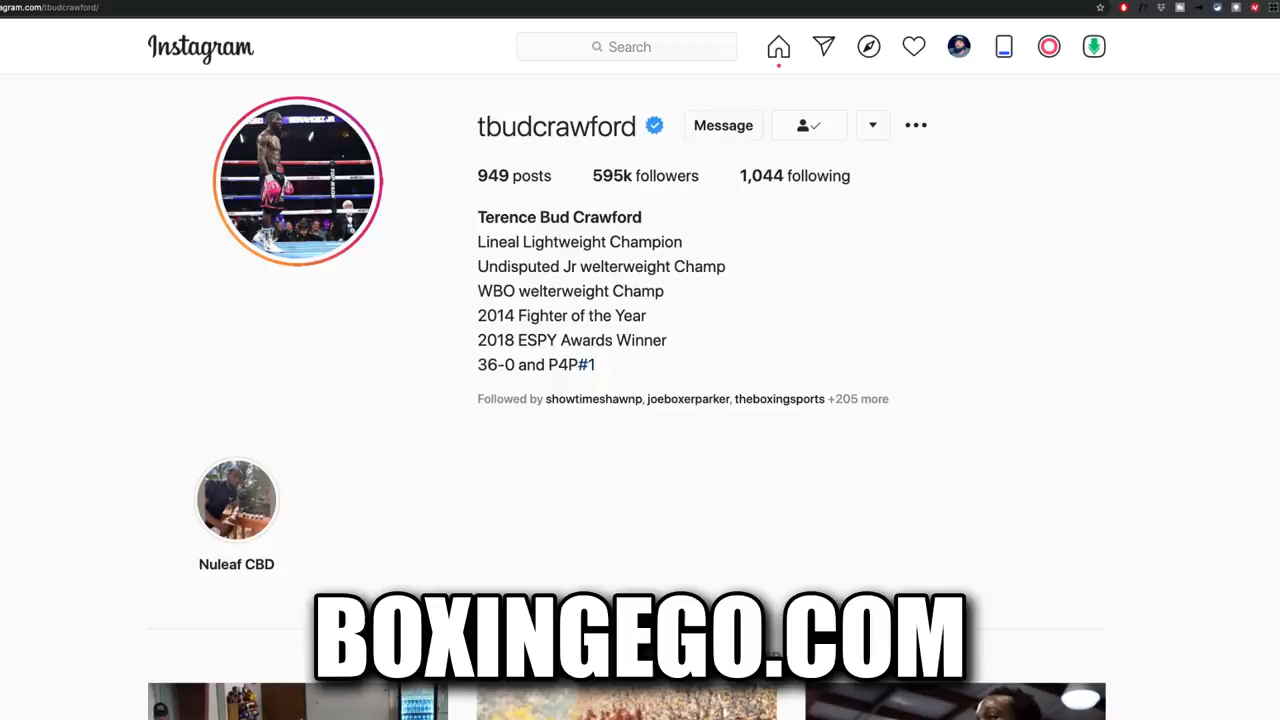 agram.com/tbudcrawford/
Instagram
Search
tbudcrawford
Message
949 posts 595k followers 1,044 following
Terence Bud Crawford
Lineal Lightweight Champion
Undisputed Jr welterweight Champ
WBO welterweight Champ
2014 Fighter of the Year
2018 ESPY Awards Winner
36-0 and P4P#1
Followed by showtimeshawnp, joeboxerparker, theboxingsports +205 more
Nuleaf CBD
BOXINGEGO.COM